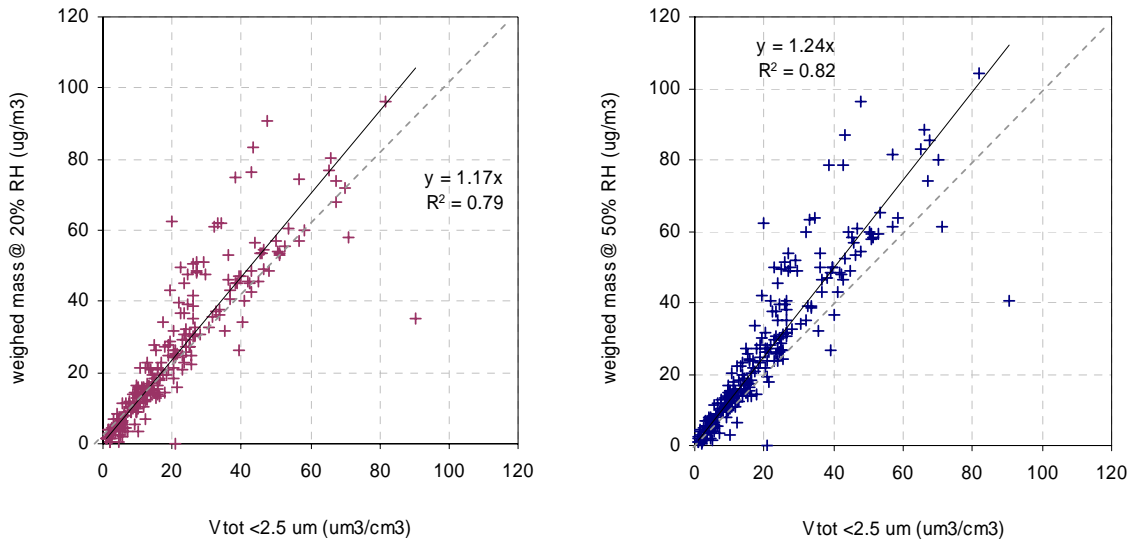 weighed mass @ 20% RH (ug/m3)
120
100
80
60
40
20
0
y = 1.17x
R² = 0.79
0 20 40 60 80 100 120
Vtot <2.5 um (um3/cm3)
weighed mass @ 50% RH (ug/m3)
120
100
80
60
40
20
0
y = 1.24x
R² = 0.82
0 20 40 60 80 100 120
Vtot <2.5 um (um3/cm3)